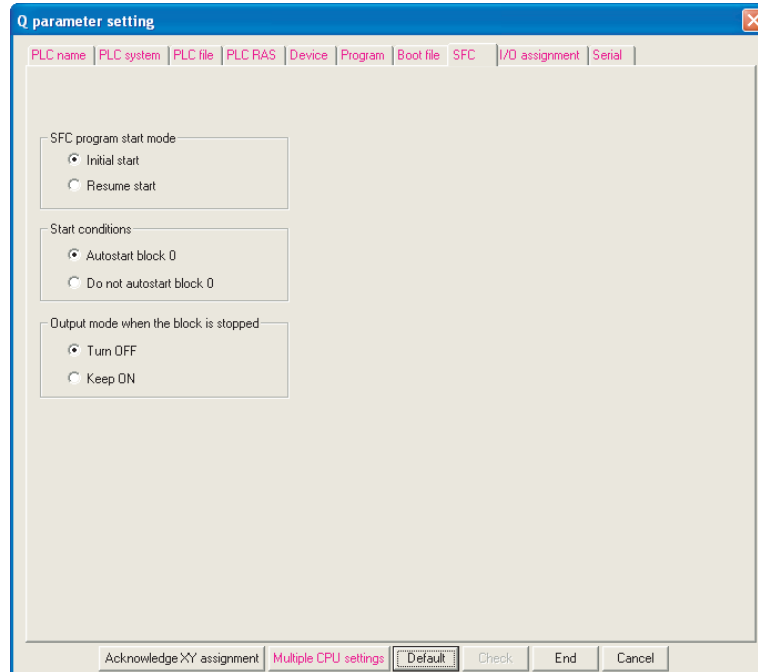 Q parameter setting
PLC name PLC system PLC file PLC RAS Device Program Boot file SFC I/O assignment Serial
SFC program start mode
Initial start
Resume start
Start conditions
Autostart block 0
Do not autostart block 0
Output mode when the block is stopped
Turn OFF
Keep ON
Acknowledge XY assignment Multiple CPU settings Default Check End Cancel